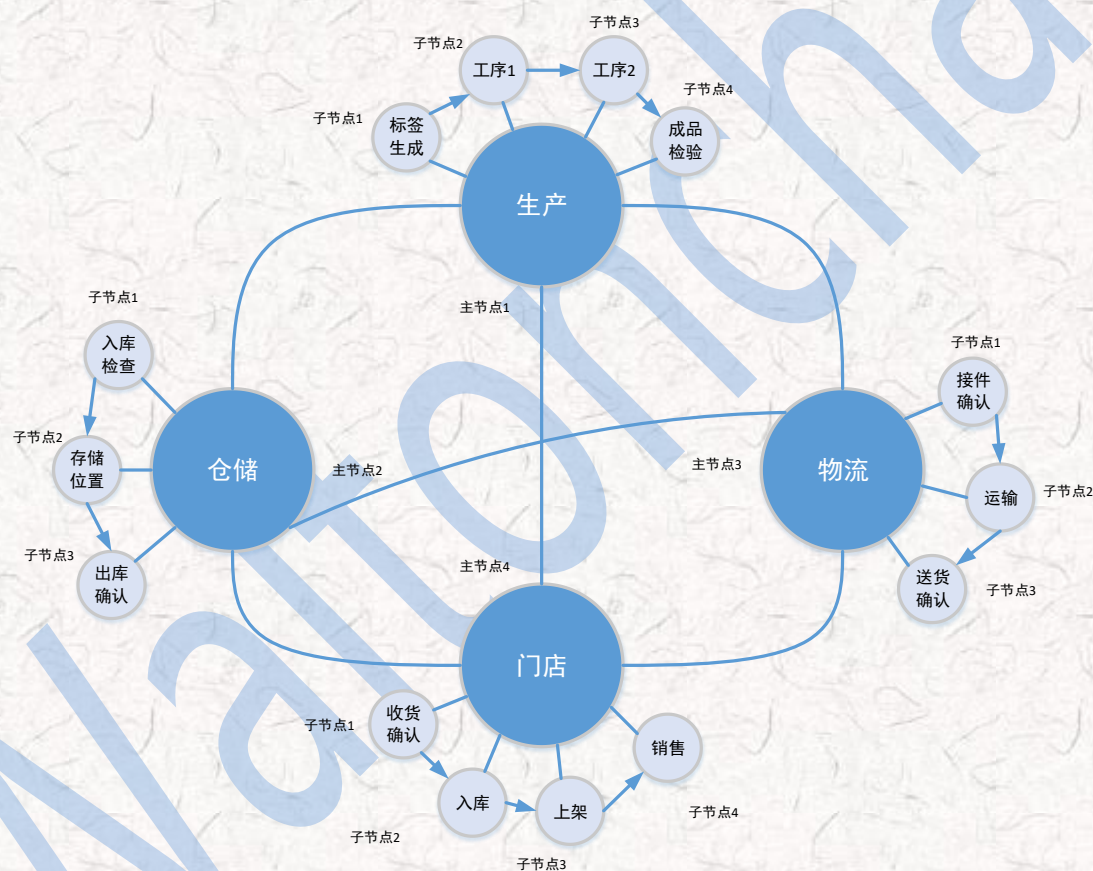 子节点3
子节点2
工序1
工序2
子节点4
子节点1
标签
生成
成品
检验
生产
主节点1
子节点1
入库
检查
子节点2
存储
位置
仓储
主节点2
子节点3
出库
确认
子节点1
接件
确认
主节点3
物流
运输
子节点2
送货
确认
子节点3
主节点4
门店
子节点1
收货
确认
销售
入库
上架
子节点4
子节点2
子节点3